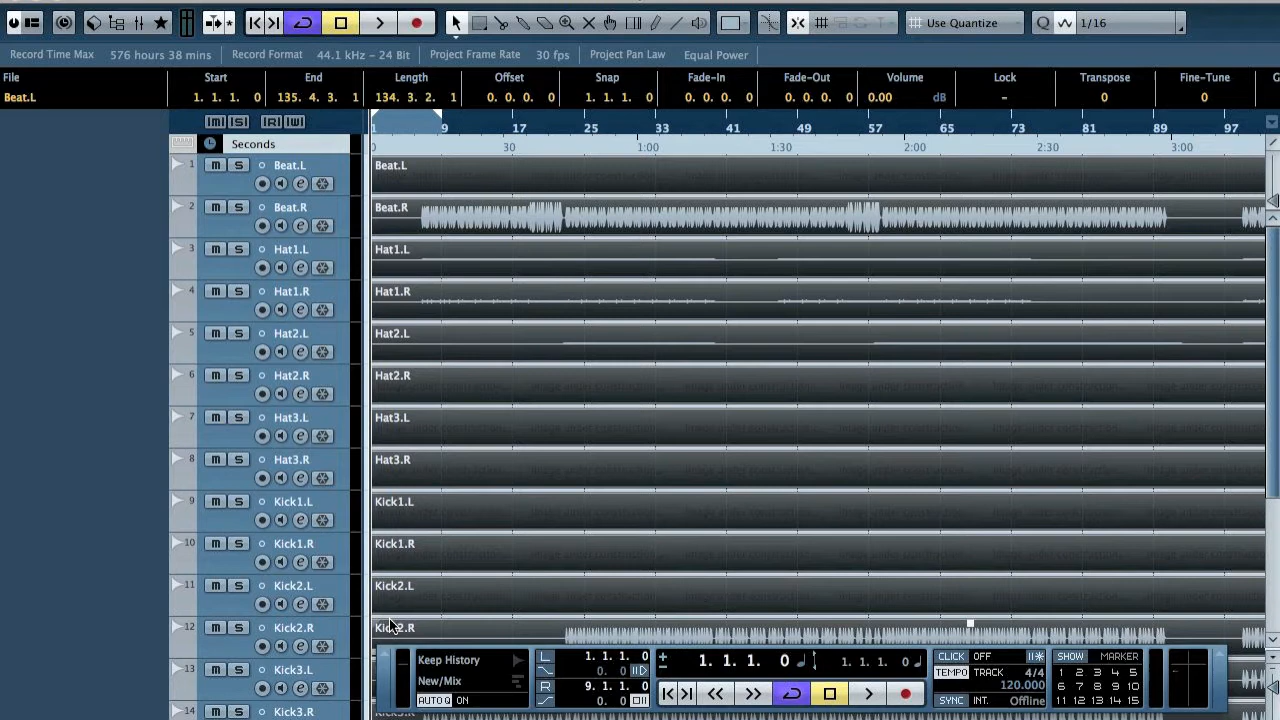 Use Quantize Q 1/16
Record Time Max 576 hours 38 mins Record Format 44.1 kHz - 24 Bit Project Frame Rate 30 fps Project Pan Law Equal Power
File Start End Length Offset Snap Fade-In Fade-Out Volume Lock Transpose Fine-Tune
Beat.L 1. 1. 1. 0 135. 4. 3. 1 134. 3. 2. 1 0. 0. 0. 0 1. 1. 1. 0 0. 0. 0. 0 0. 0. 0. 0 0.00 dB - 0 0
M S R W
1 9 17 25 33 41 49 57 65 73 81 89 97
Seconds 0 30 1:00 1:30 2:00 2:30 3:00
1 m S Beat.L Beat.L
e
2 m S Beat.R Beat.R
e
3 m S Hat1.L Hat1.L
e
4 m S Hat1.R Hat1.R
e
5 m S Hat2.L Hat2.L
e
6 m S Hat2.R Hat2.R
e
7 m S Hat3.L Hat3.L
e
8 m S Hat3.R Hat3.R
e
9 m S Kick1.L Kick1.L
e
10 m S Kick1.R Kick1.R
e
11 m S Kick2.L Kick2.L
e
12 m S Kick2.R Kick2.R
e
13 m S Kick3.L
e
14 m S Kick3.R
Keep History
New/Mix
AUTO Q ON
L 1. 1. 1. 0
0. 0
R 9. 1. 1. 0
0. 0
1. 1. 1. 0 1. 1. 1. 0
CLICK OFF
TEMPO TRACK 4/4
120.000
SYNC INT. Offline
SHOW MARKER
1 2 3 4 5
6 7 8 9 10
11 12 13 14 15